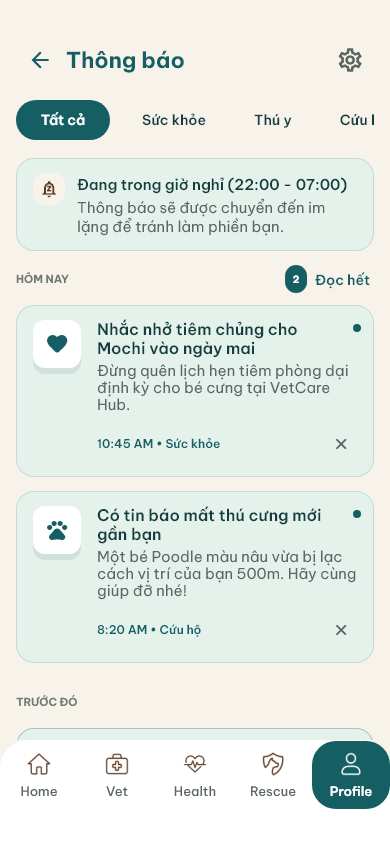 Thông báo
Tất cả
Sức khỏe
Thú y
Cứu
Đang trong giờ nghỉ (22:00 - 07:00)
Thông báo sẽ được chuyển đến im
lặng để tránh làm phiền bạn.
HÔM NAY
2
Đọc hết
Nhắc nhở tiêm chủng cho
Mochi vào ngày mai
Đừng quên lịch hẹn tiêm phòng dại
định kỳ cho bé cưng tại VetCare
Hub.
10:45 AM • Sức khỏe
Có tin báo mất thú cưng mới
gần bạn
Một bé Poodle màu nâu vừa bị lạc
cách vị trí của bạn 500m. Hãy cùng
giúp đỡ nhé!
8:20 AM • Cứu hộ
TRƯỚC ĐÓ
Home
Vet
Health
Rescue
Profile